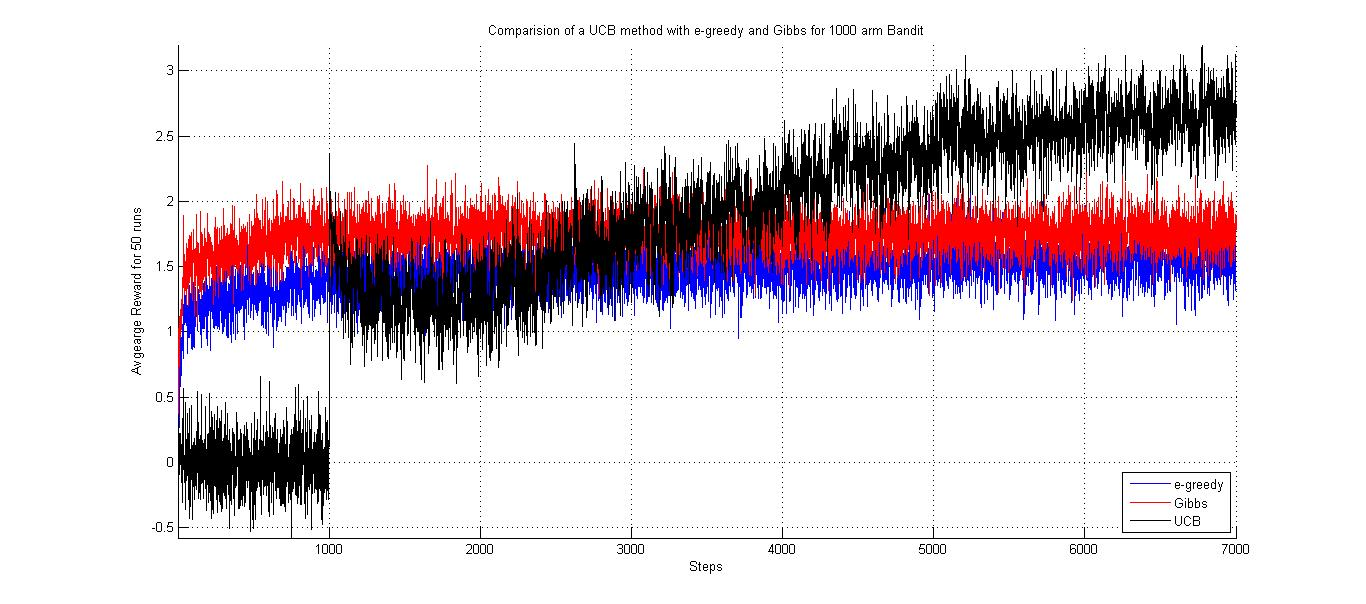 Comparision of a UCB method with e-greedy and Gibbs for 1000 arm Bandit
3
2.5
2
1.5
1
0.5
0
-0.5
Avgearge Reward for 50 runs
1000 2000 3000 4000 5000 6000 7000
Steps
e-greedy
Gibbs
UCB